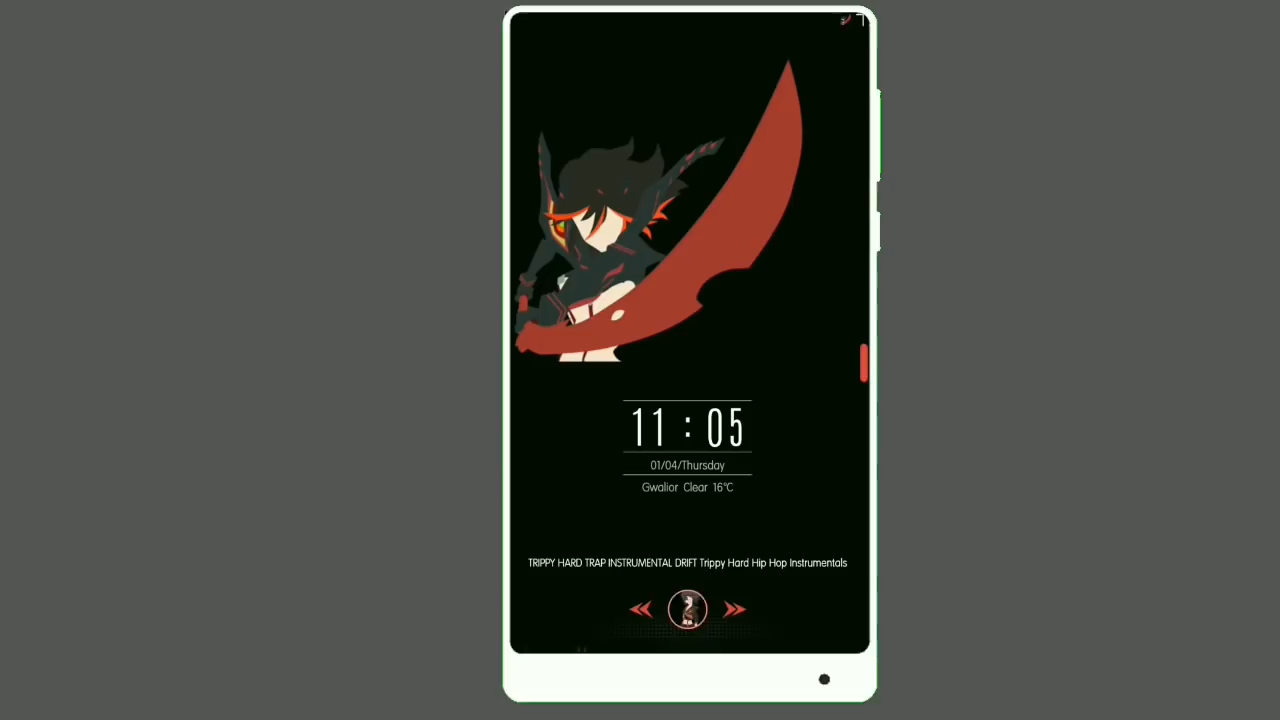 11 : 05
01/04/Thursday
Gwalior Clear 16°C
TRIPPY HARD TRAP INSTRUMENTAL DRIFT Trippy Hard Hip Hop Instrumentals